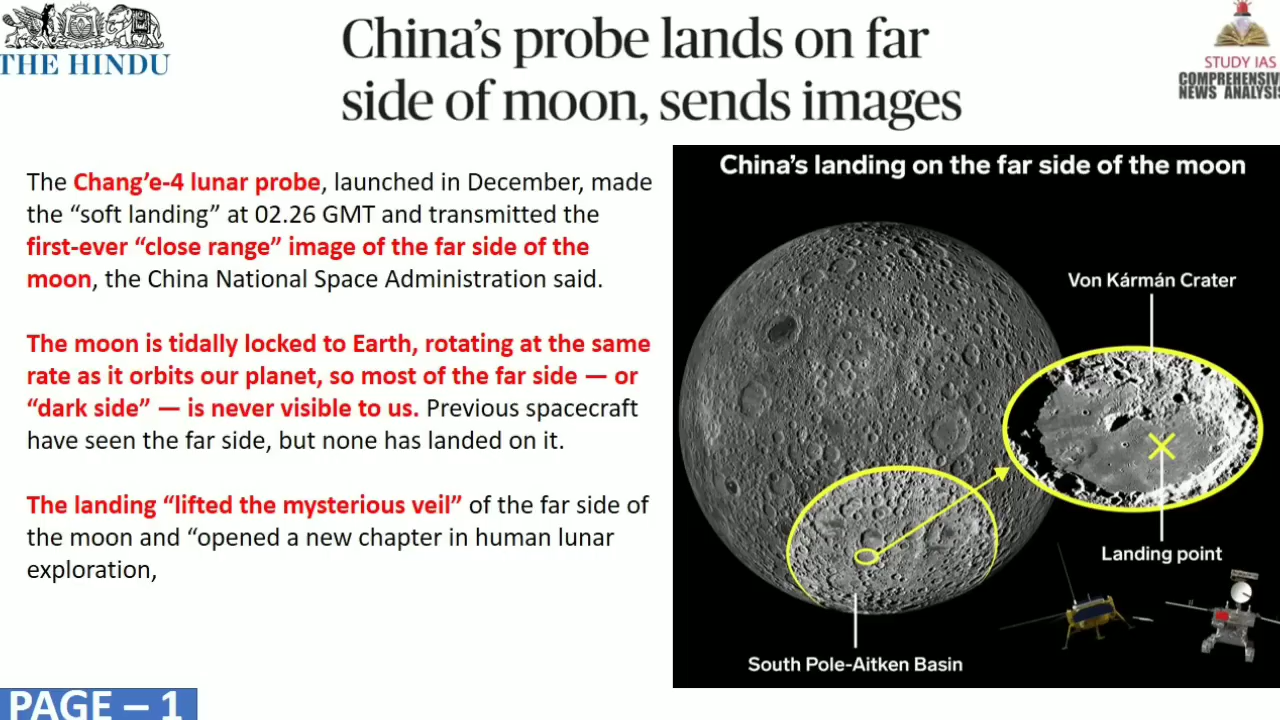 THE HINDU
China's probe lands on far
side of moon, sends images
STUDY IAS
COMPREHENSIVE
NEWS ANALYSIS
The Chang'e-4 lunar probe, launched in December, made
the “soft landing” at 02.26 GMT and transmitted the
first-ever “close range” image of the far side of the
moon, the China National Space Administration said.
The moon is tidally locked to Earth, rotating at the same
rate as it orbits our planet, so most of the far side — or
“dark side” — is never visible to us. Previous spacecraft
have seen the far side, but none has landed on it.
The landing “lifted the mysterious veil” of the far side of
the moon and “opened a new chapter in human lunar
exploration,
China's landing on the far side of the moon
Von Kármán Crater
Landing point
South Pole-Aitken Basin
PAGE – 1